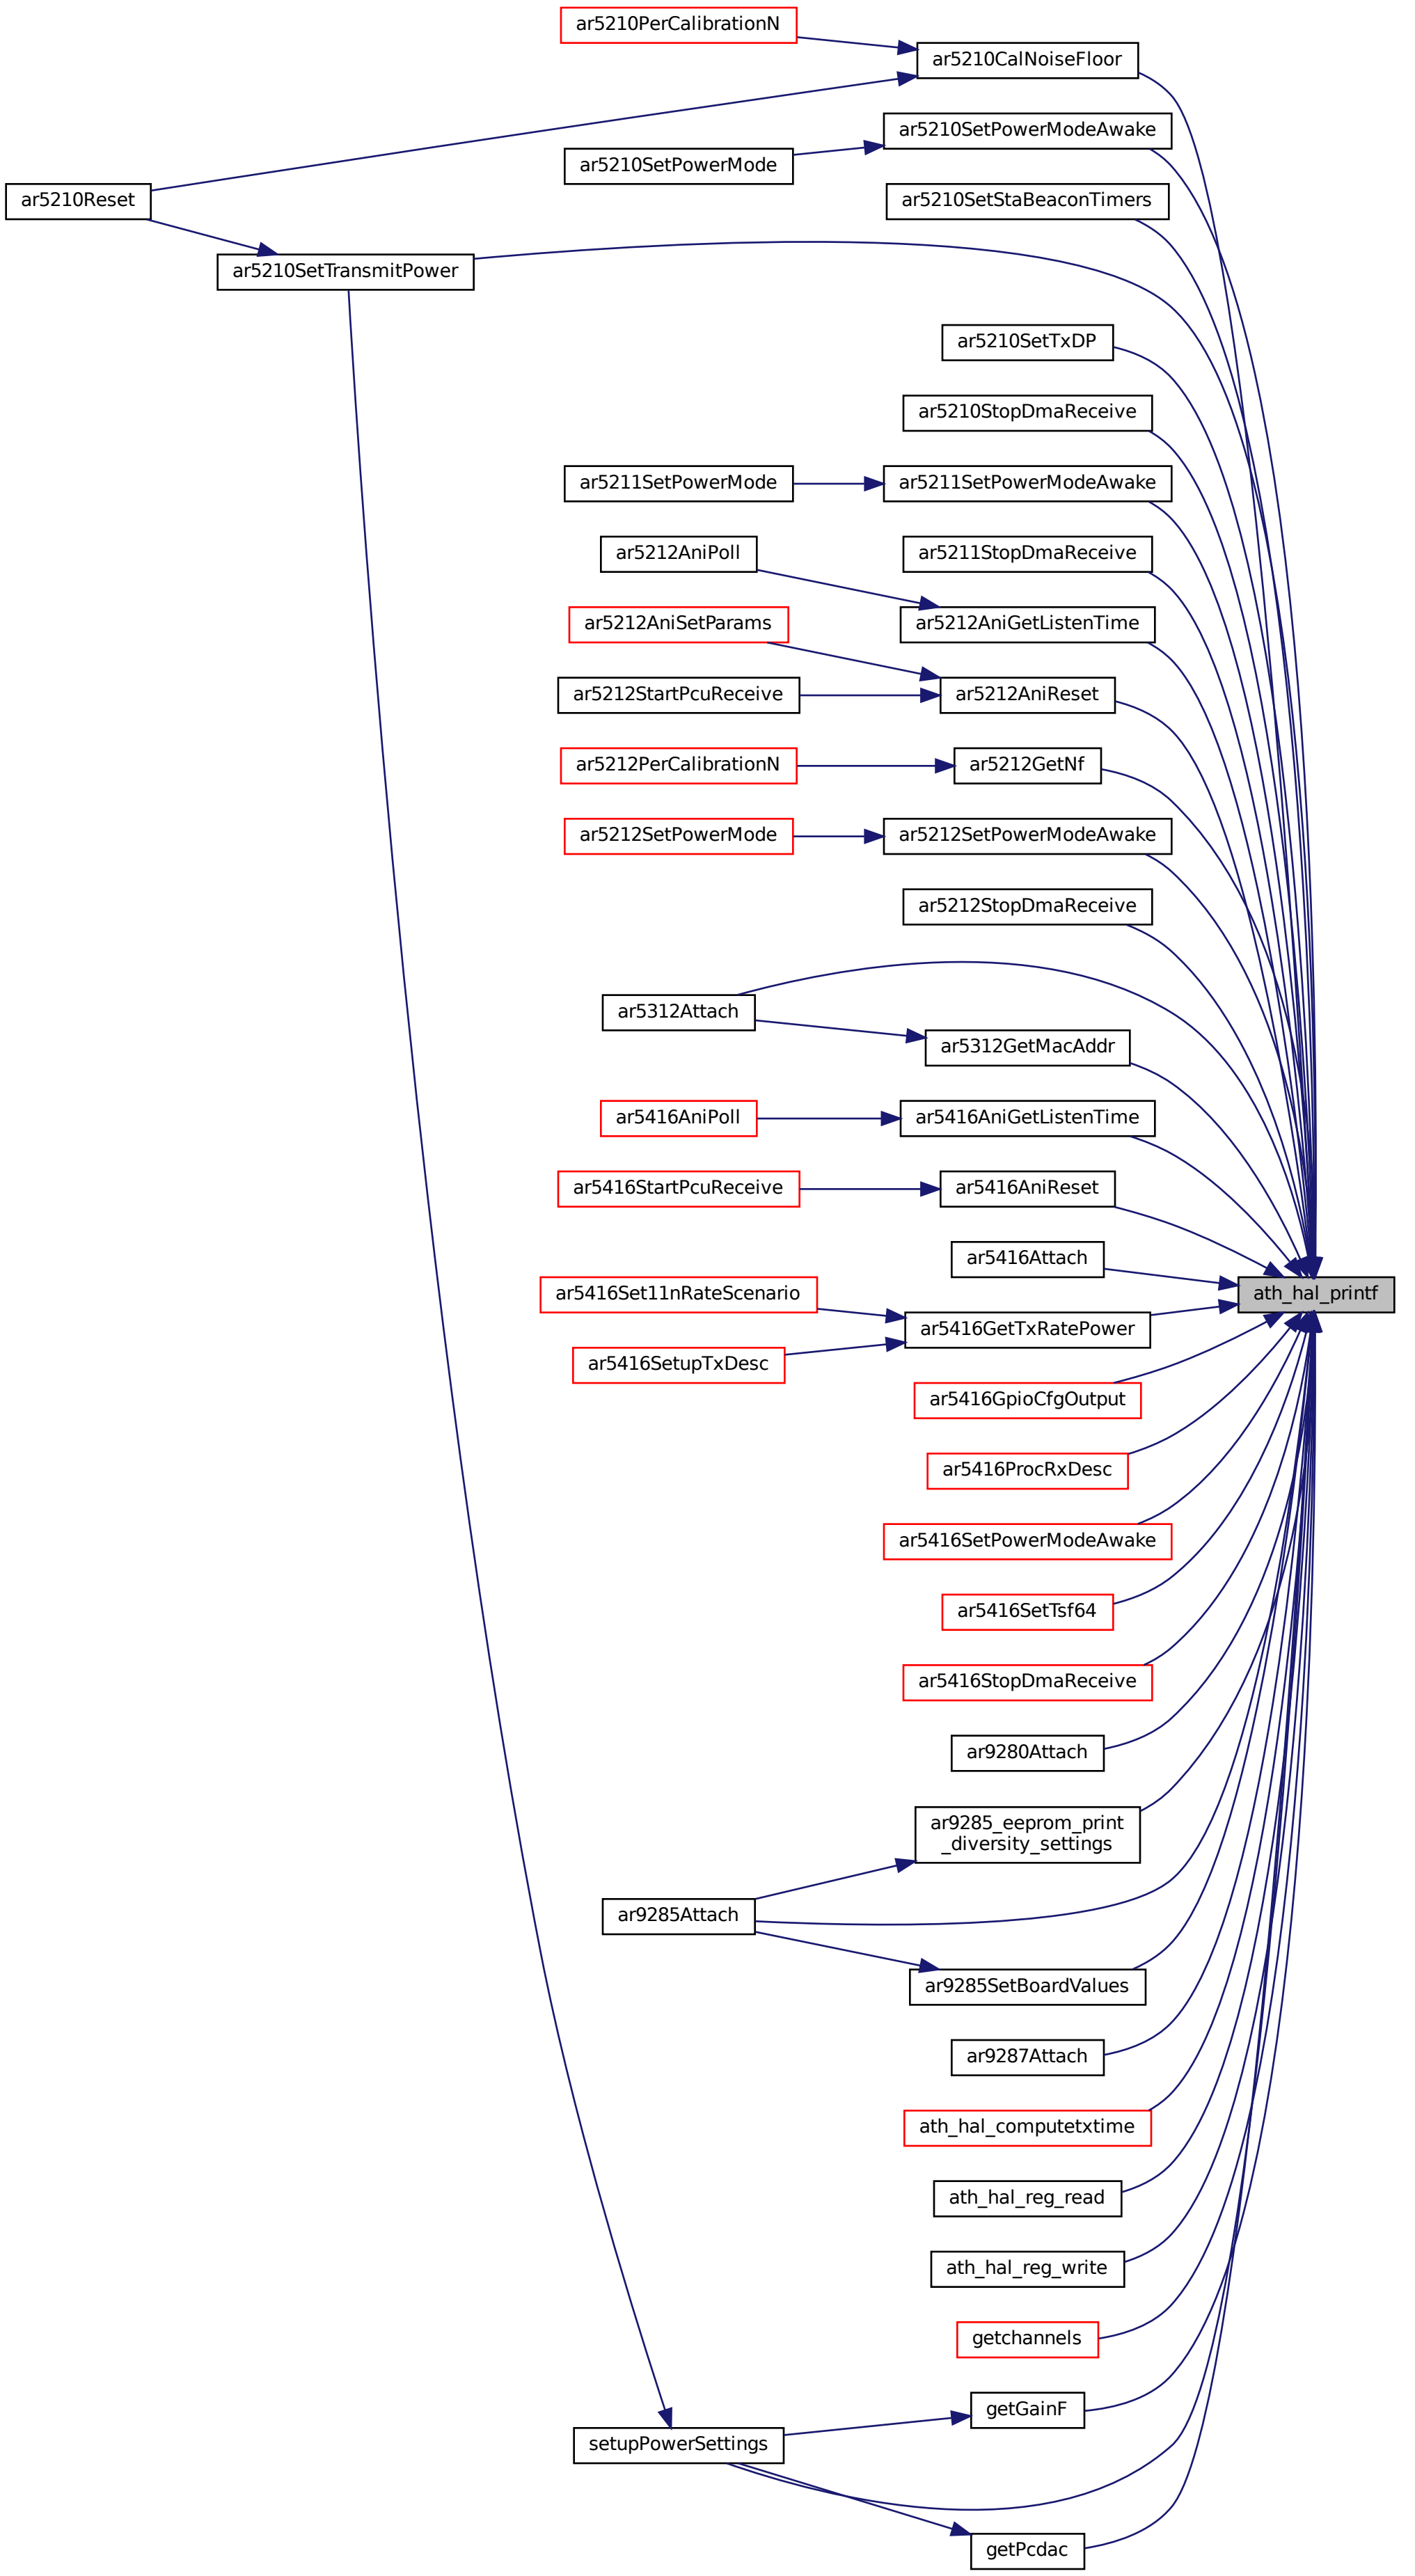 ar5210PerCalibrationN
ar5210CalNoiseFloor
ar5210SetPowerModeAwake
ar5210SetPowerMode
ar5210Reset
ar5210SetStaBeaconTimers
ar5210SetTransmitPower
ar5210SetTxDP
ar5210StopDmaReceive
ar5211SetPowerMode
ar5211SetPowerModeAwake
ar5212AniPoll
ar5211StopDmaReceive
ar5212AniSetParams
ar5212AniGetListenTime
ar5212StartPcuReceive
ar5212AniReset
ar5212PerCalibrationN
ar5212GetNf
ar5212SetPowerMode
ar5212SetPowerModeAwake
ar5212StopDmaReceive
ar5312Attach
ar5312GetMacAddr
ar5416AniPoll
ar5416AniGetListenTime
ar5416StartPcuReceive
ar5416AniReset
ar5416Attach
ath_hal_printf
ar5416Set11nRateScenario
ar5416GetTxRatePower
ar5416SetupTxDesc
ar5416GpioCfgOutput
ar5416ProcRxDesc
ar5416SetPowerModeAwake
ar5416SetTsf64
ar5416StopDmaReceive
ar9280Attach
ar9285_eeprom_print
_diversity_settings
ar9285Attach
ar9285SetBoardValues
ar9287Attach
ath_hal_computetxtime
ath_hal_reg_read
ath_hal_reg_write
getchannels
getGainF
setupPowerSettings
getPcdac